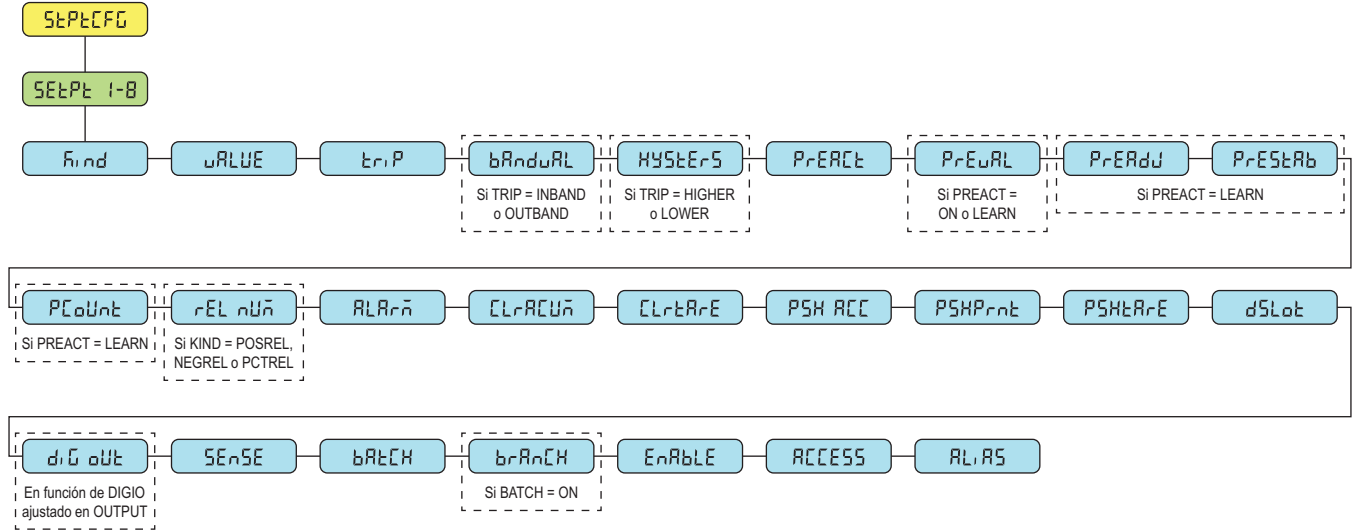 StPtCFG
SEtPt 1-8
Kind
vALUE
triP
bAndvAL
HYStErS
PrEACt
PrEvAL
PrEAdJ
PrEStAb
Si TRIP = INBAND
o OUTBAND
Si TRIP = HIGHER
o LOWER
Si PREACT =
ON o LEARN
Si PREACT = LEARN
PCoUnt
rEL nUM
ALArM
CLrACUM
CLrtArE
PSH ACC
PSHPrnt
PSHtArE
dSLot
Si PREACT = LEARN
Si KIND = POSREL,
NEGREL o PCTREL
diG oUt
SEnSE
bAtCH
brAnCH
EnAbLE
ACCESS
ALiAS
En función de DIGIO
ajustado en OUTPUT
Si BATCH = ON